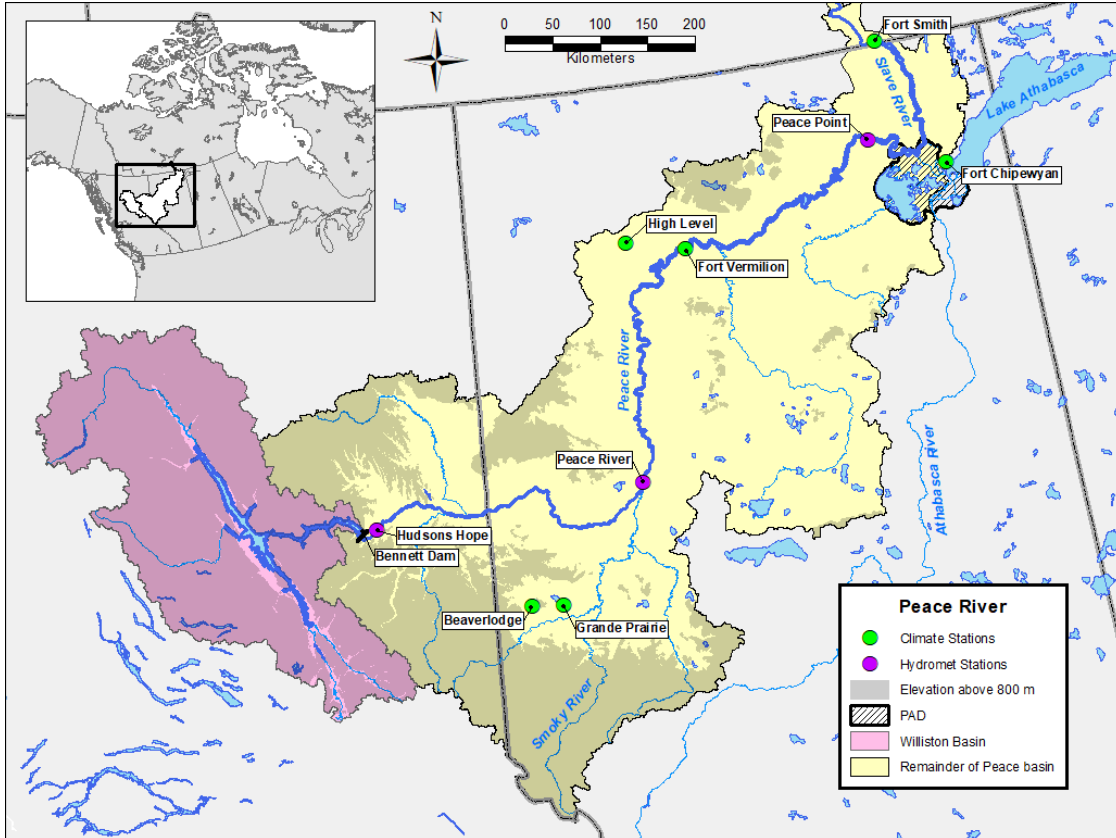 N
0 50 100 150 200
Kilometers
Fort Smith
Slave River
Lake Athabasca
Peace Point
Fort Chipewyan
High Level
Fort Vermilion
Peace River
Peace River
Athabasca River
Hudsons Hope
Bennett Dam
Beaverlodge
Grande Prairie
Smoky River
Peace River
Climate Stations
Hydromet Stations
Elevation above 800 m
PAD
Williston Basin
Remainder of Peace basin